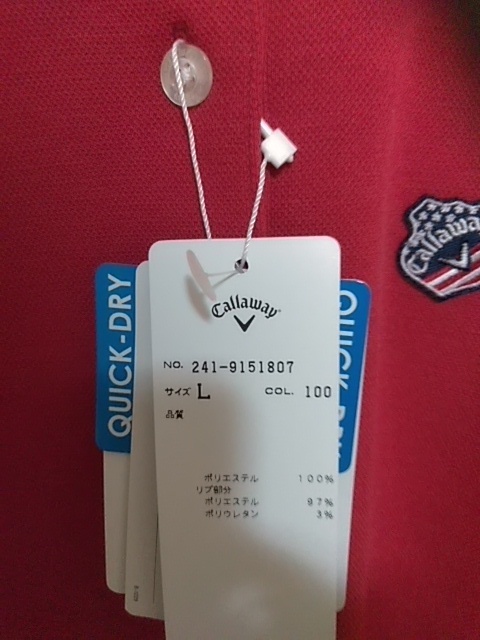 Callaway
QUICK-DRY
Callaway
NO. 241-9151807
サイズ L COL. 100
品質
ポリエステル 100%
リブ部分
ポリエステル 97%
ポリウレタン 3%
QUICK